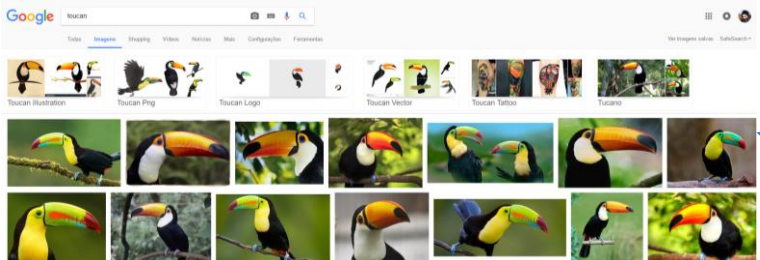 Google
toucan
Todas Imagens Shopping Vídeos Notícias Mais Configurações Ferramentas
Ver imagens salvas SafeSearch
Toucan Illustration Toucan Png Toucan Logo Toucan Vector Toucan Tattoo Tucano